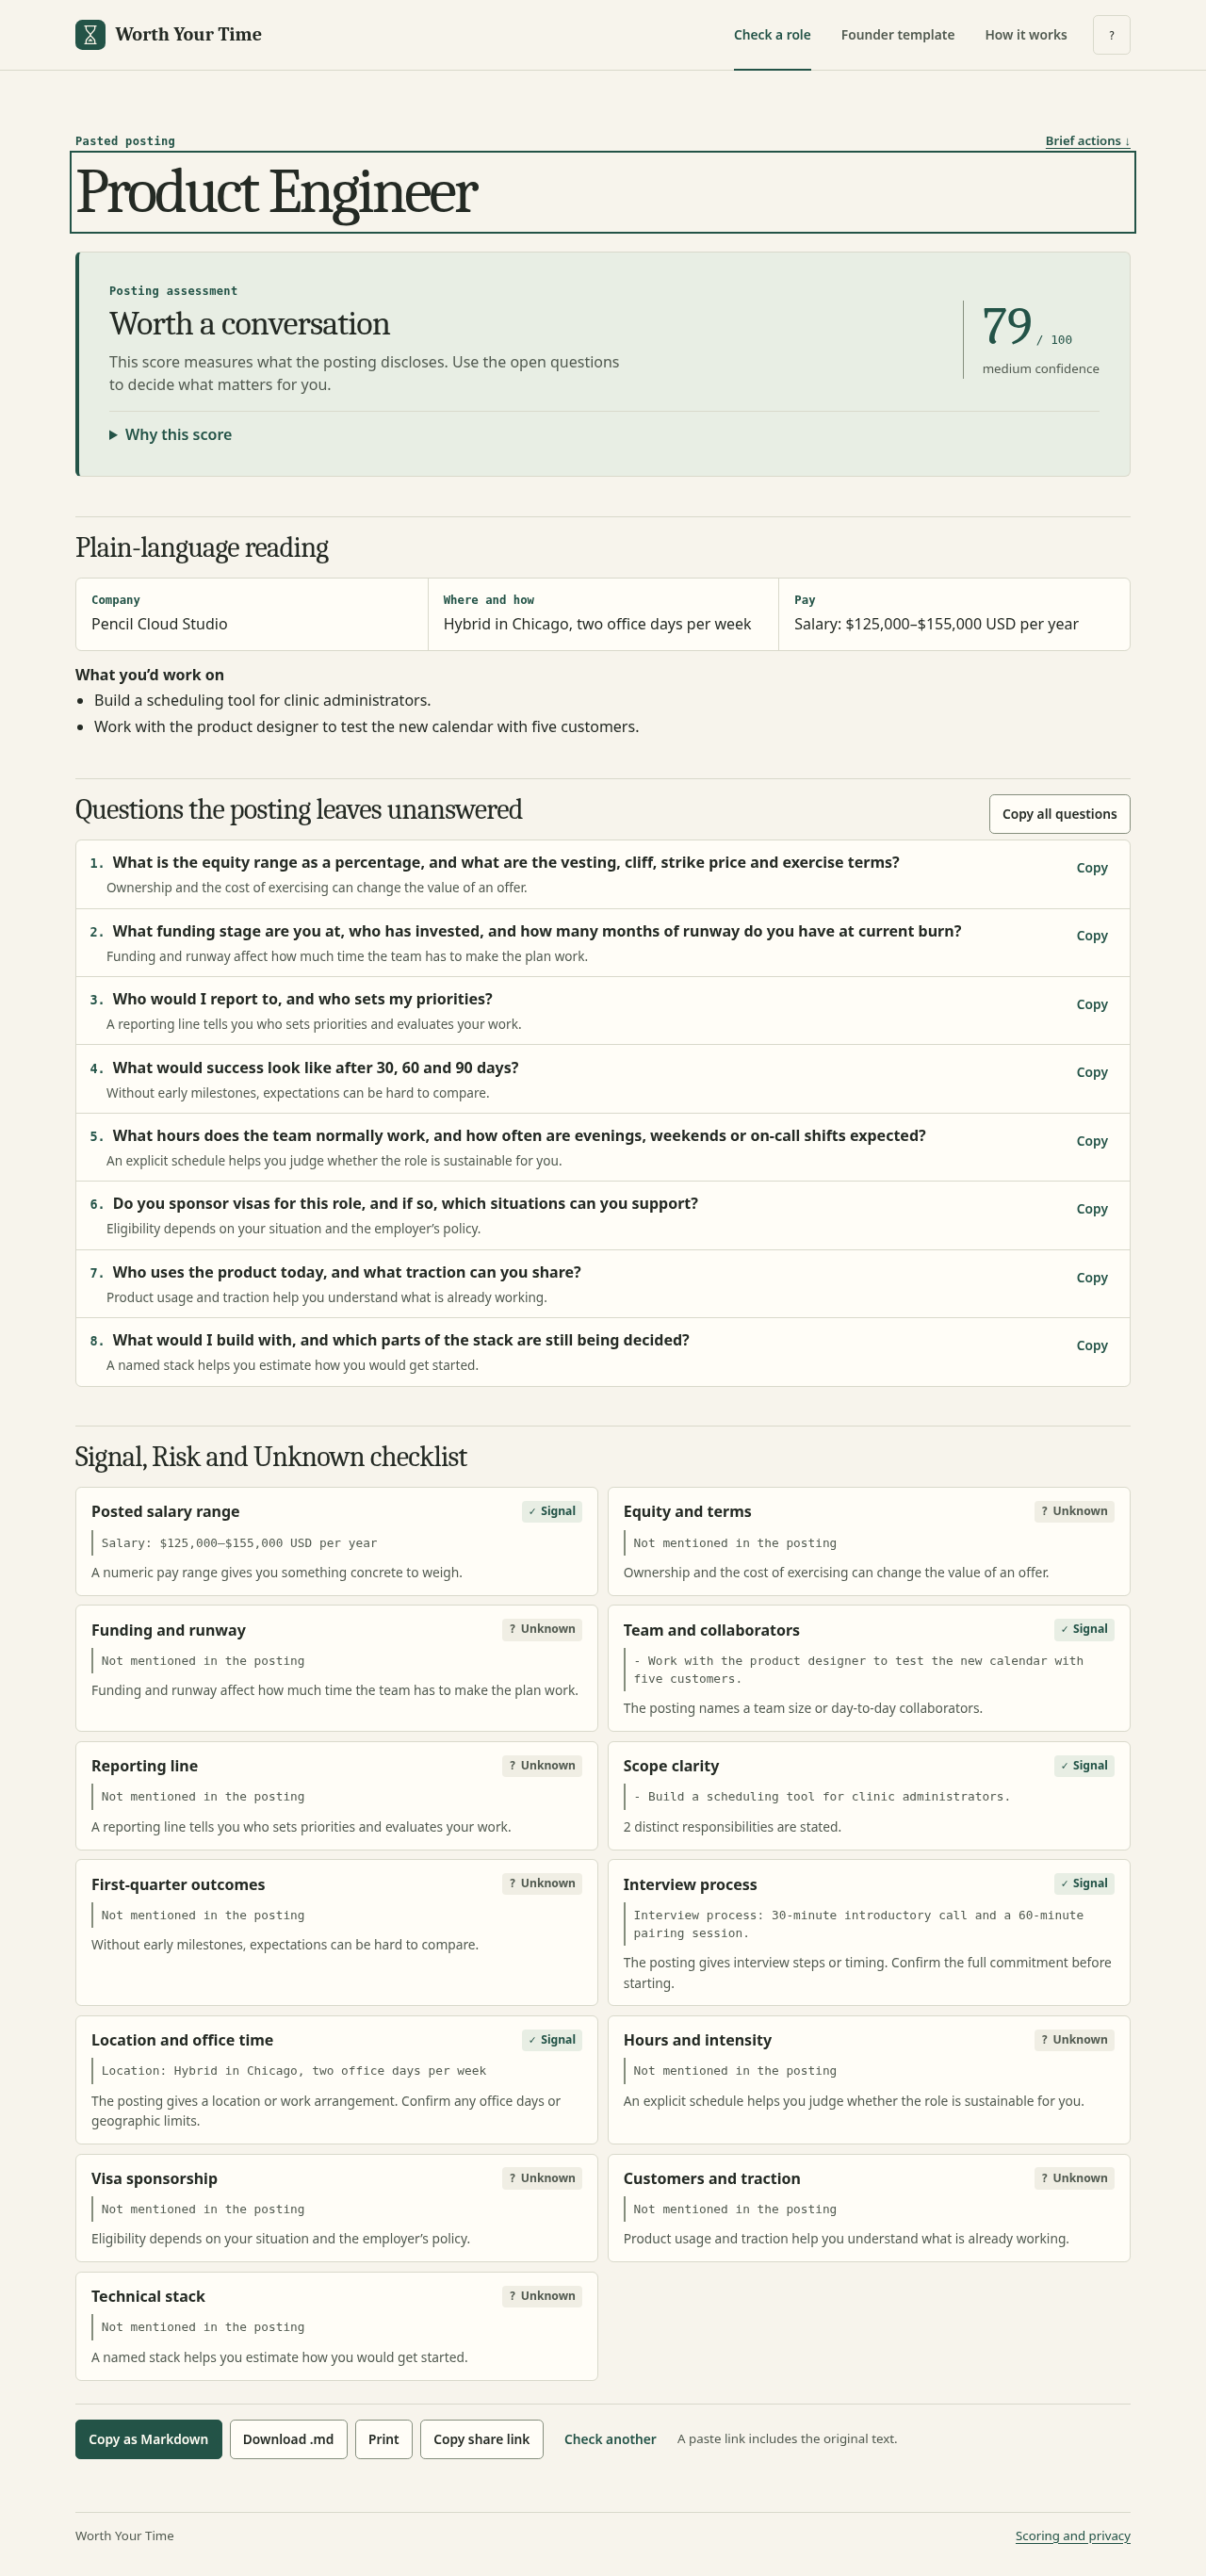 Worth Your Time
Check a role
Founder template
How it works
?
Pasted posting
Brief actions ↓
Product Engineer
Posting assessment
Worth a conversation
This score measures what the posting discloses. Use the open questions
to decide what matters for you.
79 / 100
medium confidence
▶ Why this score
Plain-language reading
Company
Pencil Cloud Studio
Where and how
Hybrid in Chicago, two office days per week
Pay
Salary: $125,000–$155,000 USD per year
What you’d work on
• Build a scheduling tool for clinic administrators.
• Work with the product designer to test the new calendar with five customers.
Questions the posting leaves unanswered
Copy all questions
1. What is the equity range as a percentage, and what are the vesting, cliff, strike price and exercise terms?
Ownership and the cost of exercising can change the value of an offer.
Copy
2. What funding stage are you at, who has invested, and how many months of runway do you have at current burn?
Funding and runway affect how much time the team has to make the plan work.
Copy
3. Who would I report to, and who sets my priorities?
A reporting line tells you who sets priorities and evaluates your work.
Copy
4. What would success look like after 30, 60 and 90 days?
Without early milestones, expectations can be hard to compare.
Copy
5. What hours does the team normally work, and how often are evenings, weekends or on-call shifts expected?
An explicit schedule helps you judge whether the role is sustainable for you.
Copy
6. Do you sponsor visas for this role, and if so, which situations can you support?
Eligibility depends on your situation and the employer’s policy.
Copy
7. Who uses the product today, and what traction can you share?
Product usage and traction help you understand what is already working.
Copy
8. What would I build with, and which parts of the stack are still being decided?
A named stack helps you estimate how you would get started.
Copy
Signal, Risk and Unknown checklist
Posted salary range
✓ Signal
Salary: $125,000–$155,000 USD per year
A numeric pay range gives you something concrete to weigh.
Equity and terms
? Unknown
Not mentioned in the posting
Ownership and the cost of exercising can change the value of an offer.
Funding and runway
? Unknown
Not mentioned in the posting
Funding and runway affect how much time the team has to make the plan work.
Team and collaborators
✓ Signal
- Work with the product designer to test the new calendar with
five customers.
The posting names a team size or day-to-day collaborators.
Reporting line
? Unknown
Not mentioned in the posting
A reporting line tells you who sets priorities and evaluates your work.
Scope clarity
✓ Signal
- Build a scheduling tool for clinic administrators.
2 distinct responsibilities are stated.
First-quarter outcomes
? Unknown
Not mentioned in the posting
Without early milestones, expectations can be hard to compare.
Interview process
✓ Signal
Interview process: 30-minute introductory call and a 60-minute
pairing session.
The posting gives interview steps or timing. Confirm the full commitment before
starting.
Location and office time
✓ Signal
Location: Hybrid in Chicago, two office days per week
The posting gives a location or work arrangement. Confirm any office days or
geographic limits.
Hours and intensity
? Unknown
Not mentioned in the posting
An explicit schedule helps you judge whether the role is sustainable for you.
Visa sponsorship
? Unknown
Not mentioned in the posting
Eligibility depends on your situation and the employer’s policy.
Customers and traction
? Unknown
Not mentioned in the posting
Product usage and traction help you understand what is already working.
Technical stack
? Unknown
Not mentioned in the posting
A named stack helps you estimate how you would get started.
Copy as Markdown
Download .md
Print
Copy share link
Check another
A paste link includes the original text.
Worth Your Time
Scoring and privacy